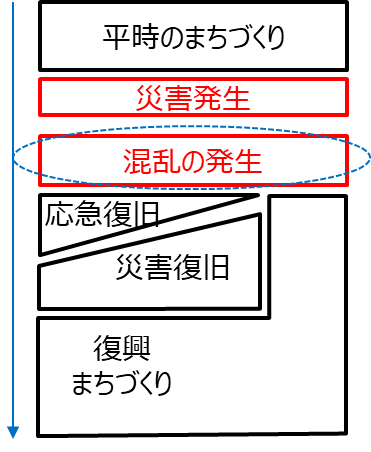 平時のまちづくり
災害発生
混乱の発生
応急復旧
災害復旧
復興
まちづくり